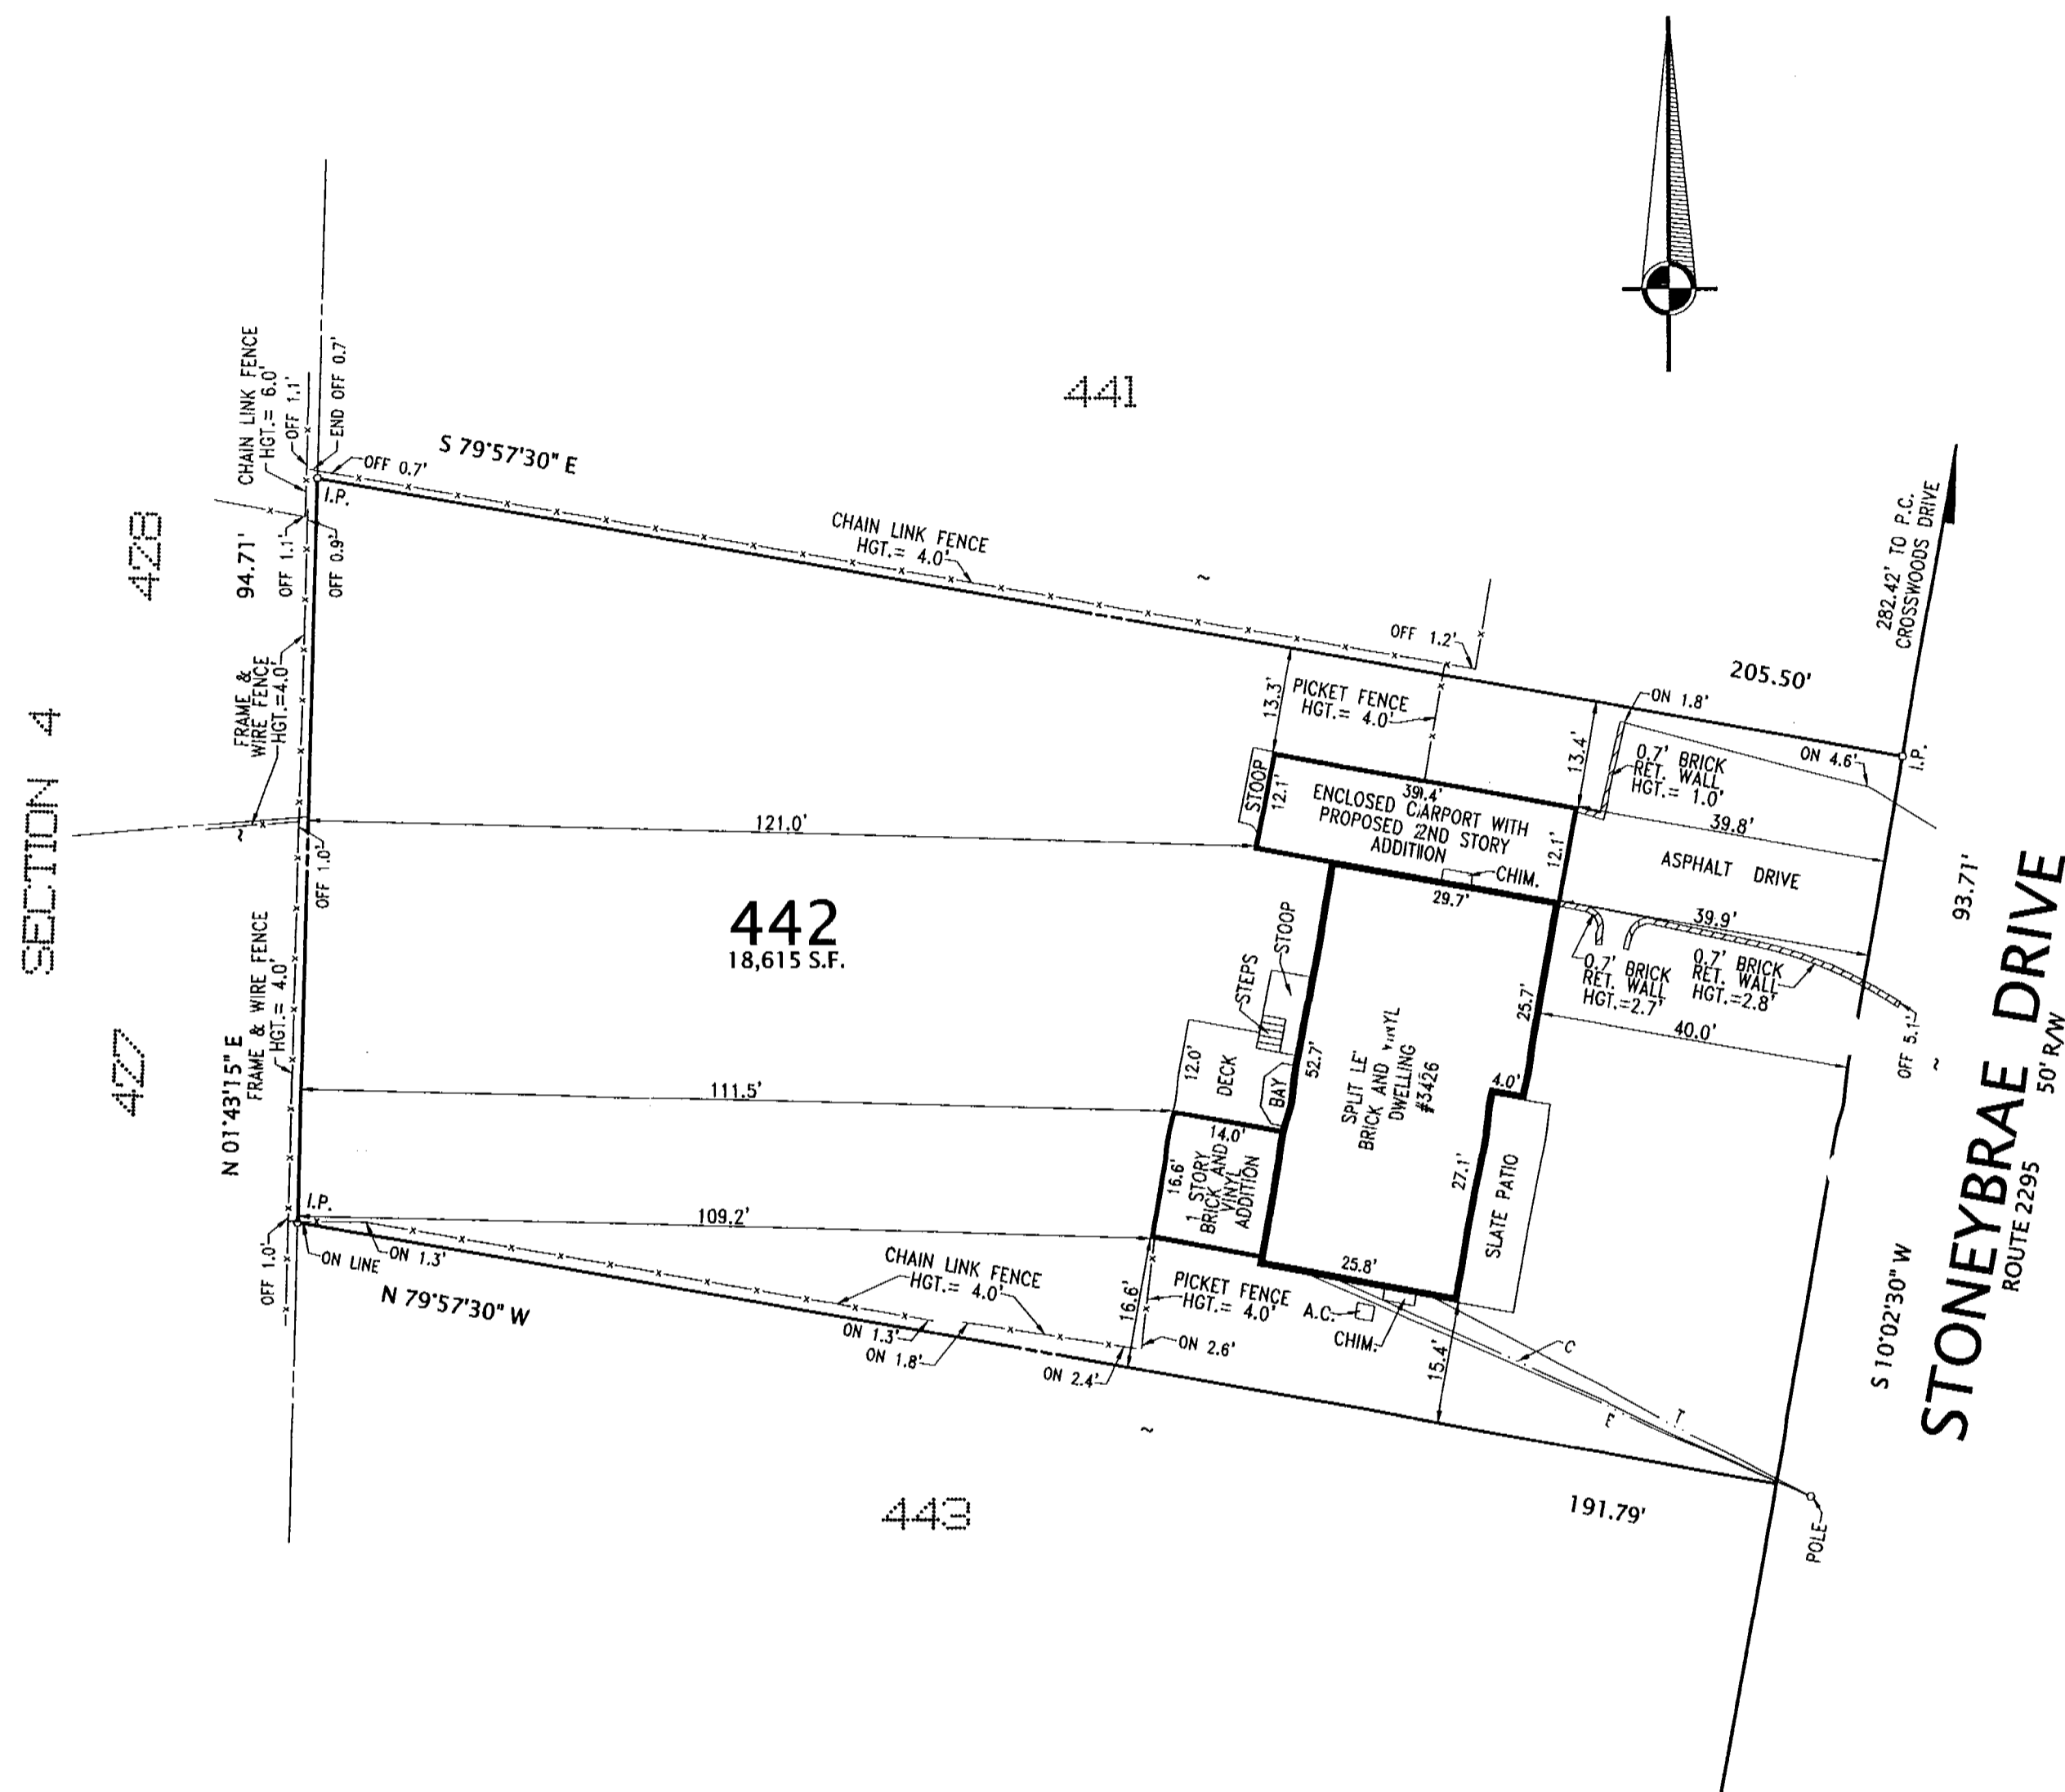 441
S 79°57'30" E
CHAIN LINK FENCE
HGT.= 6.0'
OFF 1.1'
END OFF 0.7'
OFF 0.7'
I.P.
428
94.71'
OFF 1.1'
OFF 0.9'
CHAIN LINK FENCE
HGT.= 4.0'
~
OFF 1.2'
282.42' TO P.C.
CROSSWOODS DRIVE
205.50'
I.P.
FRAME &
WIRE FENCE
HGT.=4.0'
~
SECTION 4
13.3'
PICKET FENCE
HGT.= 4.0'
13.4'
ON 1.8'
0.7' BRICK
RET. WALL
HGT.= 1.0'
ON 4.6'
STOOP
12.1'
39.4'
ENCLOSED CARPORT WITH
PROPOSED 2ND STORY
ADDITION
12.1'
CHIM.
29.7'
39.8'
ASPHALT DRIVE
39.9'
93.71'
121.0'
OFF 1.0'
442
18,615 S.F.
STOOP
STEPS
0.7' BRICK
RET. WALL
HGT.=2.7'
0.7' BRICK
RET. WALL
HGT.=2.8'
OFF 5.1'
~
40.0'
25.7'
4.0'
52.7'
SPLIT LE
BRICK AND VINYL
DWELLING
#3426
12.0'
DECK
BAY
427
N 01°43'15" E
FRAME & WIRE FENCE
HGT.= 4.0'
111.5'
14.0'
16.6'
1 STORY
BRICK AND
VINYL
ADDITION
27.1'
SLATE PATIO
STONEYBRAE DRIVE
ROUTE 2295
50' R/W
S 10°02'30" W
I.P.
109.2'
OFF 1.0'
ON LINE
ON 1.3'
N 79°57'30" W
CHAIN LINK FENCE
HGT.= 4.0'
ON 1.3'
ON 1.8'
ON 2.4'
16.6'
PICKET FENCE
HGT.= 4.0'
ON 2.6'
25.8'
A.C.
CHIM.
15.4'
C
E
T
~
443
191.79'
POLE